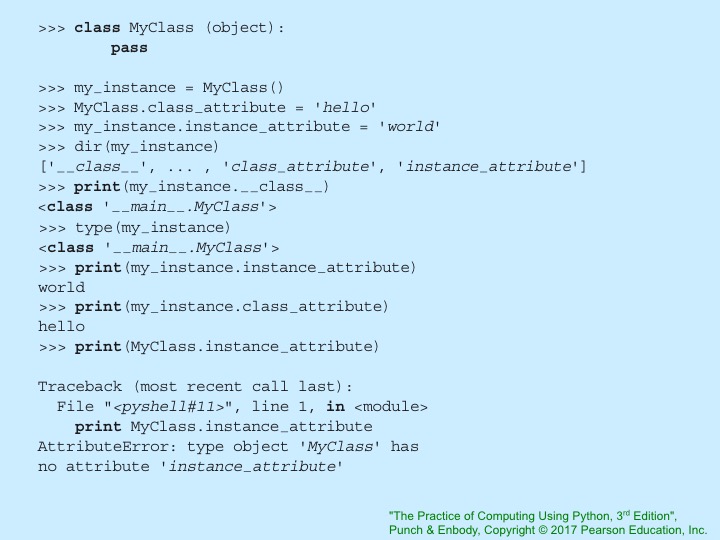 >>> class MyClass (object):
        pass

>>> my_instance = MyClass()
>>> MyClass.class_attribute = 'hello'
>>> my_instance.instance_attribute = 'world'
>>> dir(my_instance)
['__class__', ... , 'class_attribute', 'instance_attribute']
>>> print(my_instance.__class__)
<class '__main__.MyClass'>
>>> type(my_instance)
<class '__main__.MyClass'>
>>> print(my_instance.instance_attribute)
world
>>> print(my_instance.class_attribute)
hello
>>> print(MyClass.instance_attribute)

Traceback (most recent call last):
  File "<pyshell#11>", line 1, in <module>
    print MyClass.instance_attribute
AttributeError: type object 'MyClass' has
no attribute 'instance_attribute'
"The Practice of Computing Using Python, 3rd Edition",
Punch & Enbody, Copyright © 2017 Pearson Education, Inc.